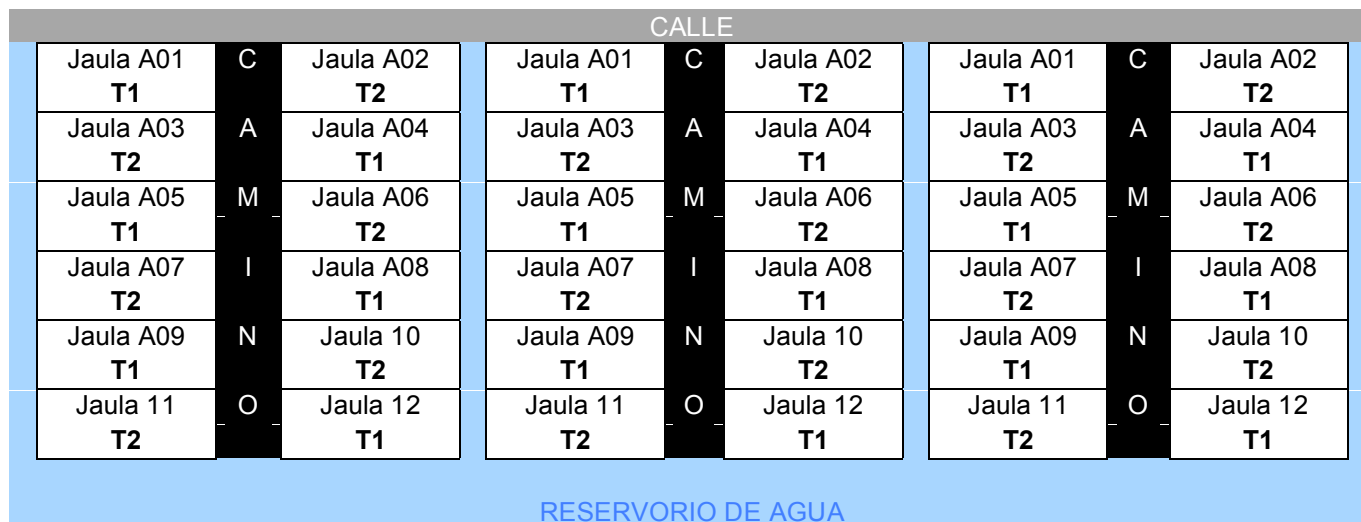 CALLE
Jaula A01 C Jaula A02 Jaula A01 C Jaula A02 Jaula A01 C Jaula A02
T1 T2 T1 T2 T1 T2
Jaula A03 A Jaula A04 Jaula A03 A Jaula A04 Jaula A03 A Jaula A04
T2 T1 T2 T1 T2 T1
Jaula A05 M Jaula A06 Jaula A05 M Jaula A06 Jaula A05 M Jaula A06
T1 T2 T1 T2 T1 T2
Jaula A07 I Jaula A08 Jaula A07 I Jaula A08 Jaula A07 I Jaula A08
T2 T1 T2 T1 T2 T1
Jaula A09 N Jaula 10 Jaula A09 N Jaula 10 Jaula A09 N Jaula 10
T1 T2 T1 T2 T1 T2
Jaula 11 O Jaula 12 Jaula 11 O Jaula 12 Jaula 11 O Jaula 12
T2 T1 T2 T1 T2 T1
RESERVORIO DE AGUA